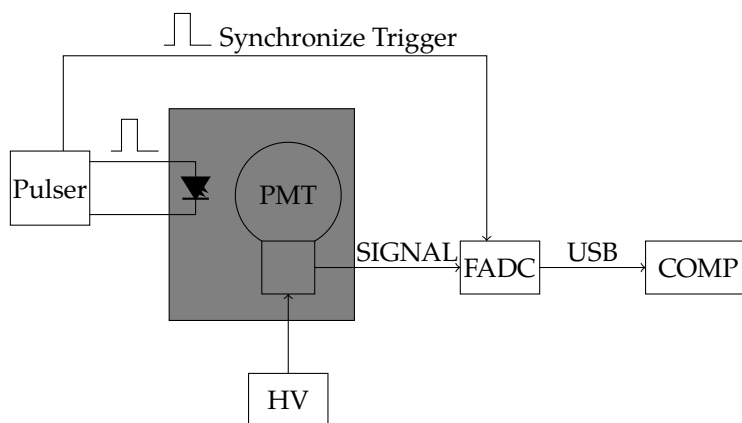 Synchronize Trigger
Pulser
PMT
SIGNAL
FADC
USB
COMP
HV